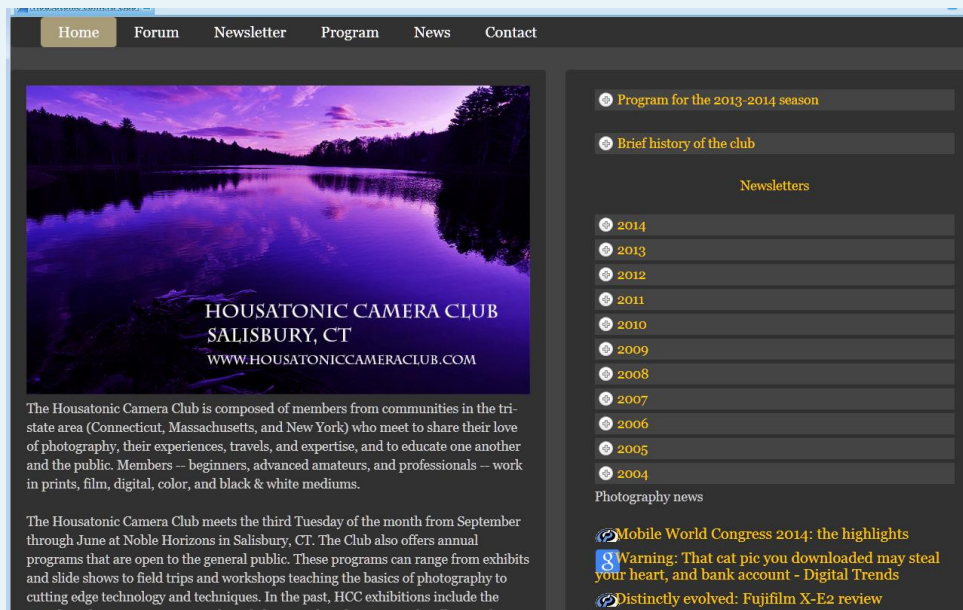 Home Forum Newsletter Program News Contact
HOUSATONIC CAMERA CLUB
SALISBURY, CT
WWW.HOUSATONICCAMERACLUB.COM
The Housatonic Camera Club is composed of members from communities in the tri-
state area (Connecticut, Massachusetts, and New York) who meet to share their love
of photography, their experiences, travels, and expertise, and to educate one another
and the public. Members -- beginners, advanced amateurs, and professionals -- work
in prints, film, digital, color, and black & white mediums.
The Housatonic Camera Club meets the third Tuesday of the month from September
through June at Noble Horizons in Salisbury, CT. The Club also offers annual
programs that are open to the general public. These programs can range from exhibits
and slide shows to field trips and workshops teaching the basics of photography to
cutting edge technology and techniques. In the past, HCC exhibitions include the
Program for the 2013-2014 season
Brief history of the club
Newsletters
2014
2013
2012
2011
2010
2009
2008
2007
2006
2005
2004
Photography news
Mobile World Congress 2014: the highlights
Warning: That cat pic you downloaded may steal
your heart, and bank account - Digital Trends
Distinctly evolved: Fujifilm X-E2 review